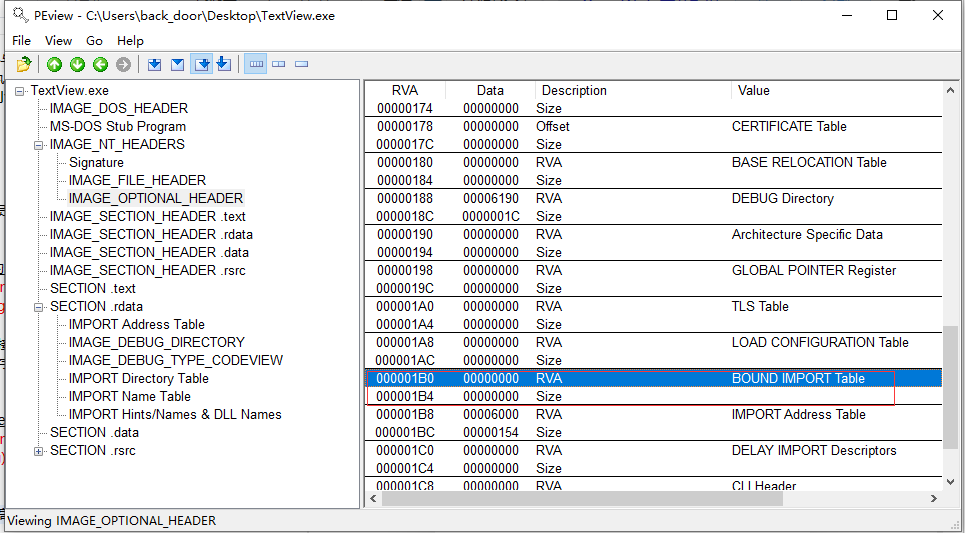 PEview - C:\Users\back_door\Desktop\TextView.exe
File View Go Help
TextView.exe
IMAGE_DOS_HEADER
MS-DOS Stub Program
IMAGE_NT_HEADERS
Signature
IMAGE_FILE_HEADER
IMAGE_OPTIONAL_HEADER
IMAGE_SECTION_HEADER .text
IMAGE_SECTION_HEADER .rdata
IMAGE_SECTION_HEADER .data
IMAGE_SECTION_HEADER .rsrc
SECTION .text
SECTION .rdata
IMPORT Address Table
IMAGE_DEBUG_DIRECTORY
IMAGE_DEBUG_TYPE_CODEVIEW
IMPORT Directory Table
IMPORT Name Table
IMPORT Hints/Names & DLL Names
SECTION .data
SECTION .rsrc
RVA Data Description Value
00000174 00000000 Size
00000178 00000000 Offset CERTIFICATE Table
0000017C 00000000 Size
00000180 00000000 RVA BASE RELOCATION Table
00000184 00000000 Size
00000188 00006190 RVA DEBUG Directory
0000018C 0000001C Size
00000190 00000000 RVA Architecture Specific Data
00000194 00000000 Size
00000198 00000000 RVA GLOBAL POINTER Register
0000019C 00000000 Size
000001A0 00000000 RVA TLS Table
000001A4 00000000 Size
000001A8 00000000 RVA LOAD CONFIGURATION Table
000001AC 00000000 Size
000001B0 00000000 RVA BOUND IMPORT Table
000001B4 00000000 Size
000001B8 00006000 RVA IMPORT Address Table
000001BC 00000154 Size
000001C0 00000000 RVA DELAY IMPORT Descriptors
000001C4 00000000 Size
000001C8 00000000 RVA CLI Header
Viewing IMAGE_OPTIONAL_HEADER